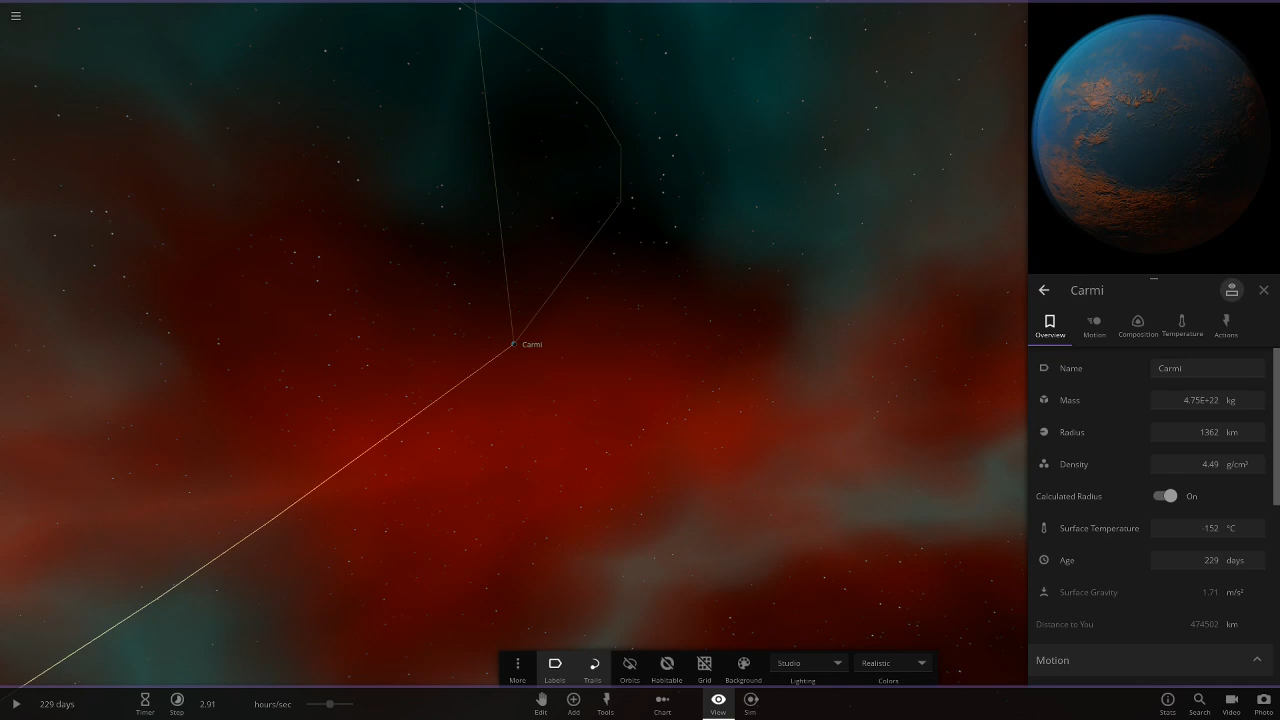 Carmi
Carmi
Overview
Motion
Composition
Temperature
Actions
Name Carmi
Mass 4.75E+22 kg
Radius 1362 km
Density 4.49 g/cm³
Calculated Radius On
Surface Temperature -152 °C
Age 229 days
Surface Gravity 1.71 m/s²
Distance to You 474502 km
Motion
More
Labels
Trails
Orbits
Habitable
Grid
Background
Studio
Lighting
Realistic
Colors
229 days
Timer
Step
2.91 hours/sec
Edit
Add
Tools
Chart
View
Sim
Stats
Search
Video
Photo